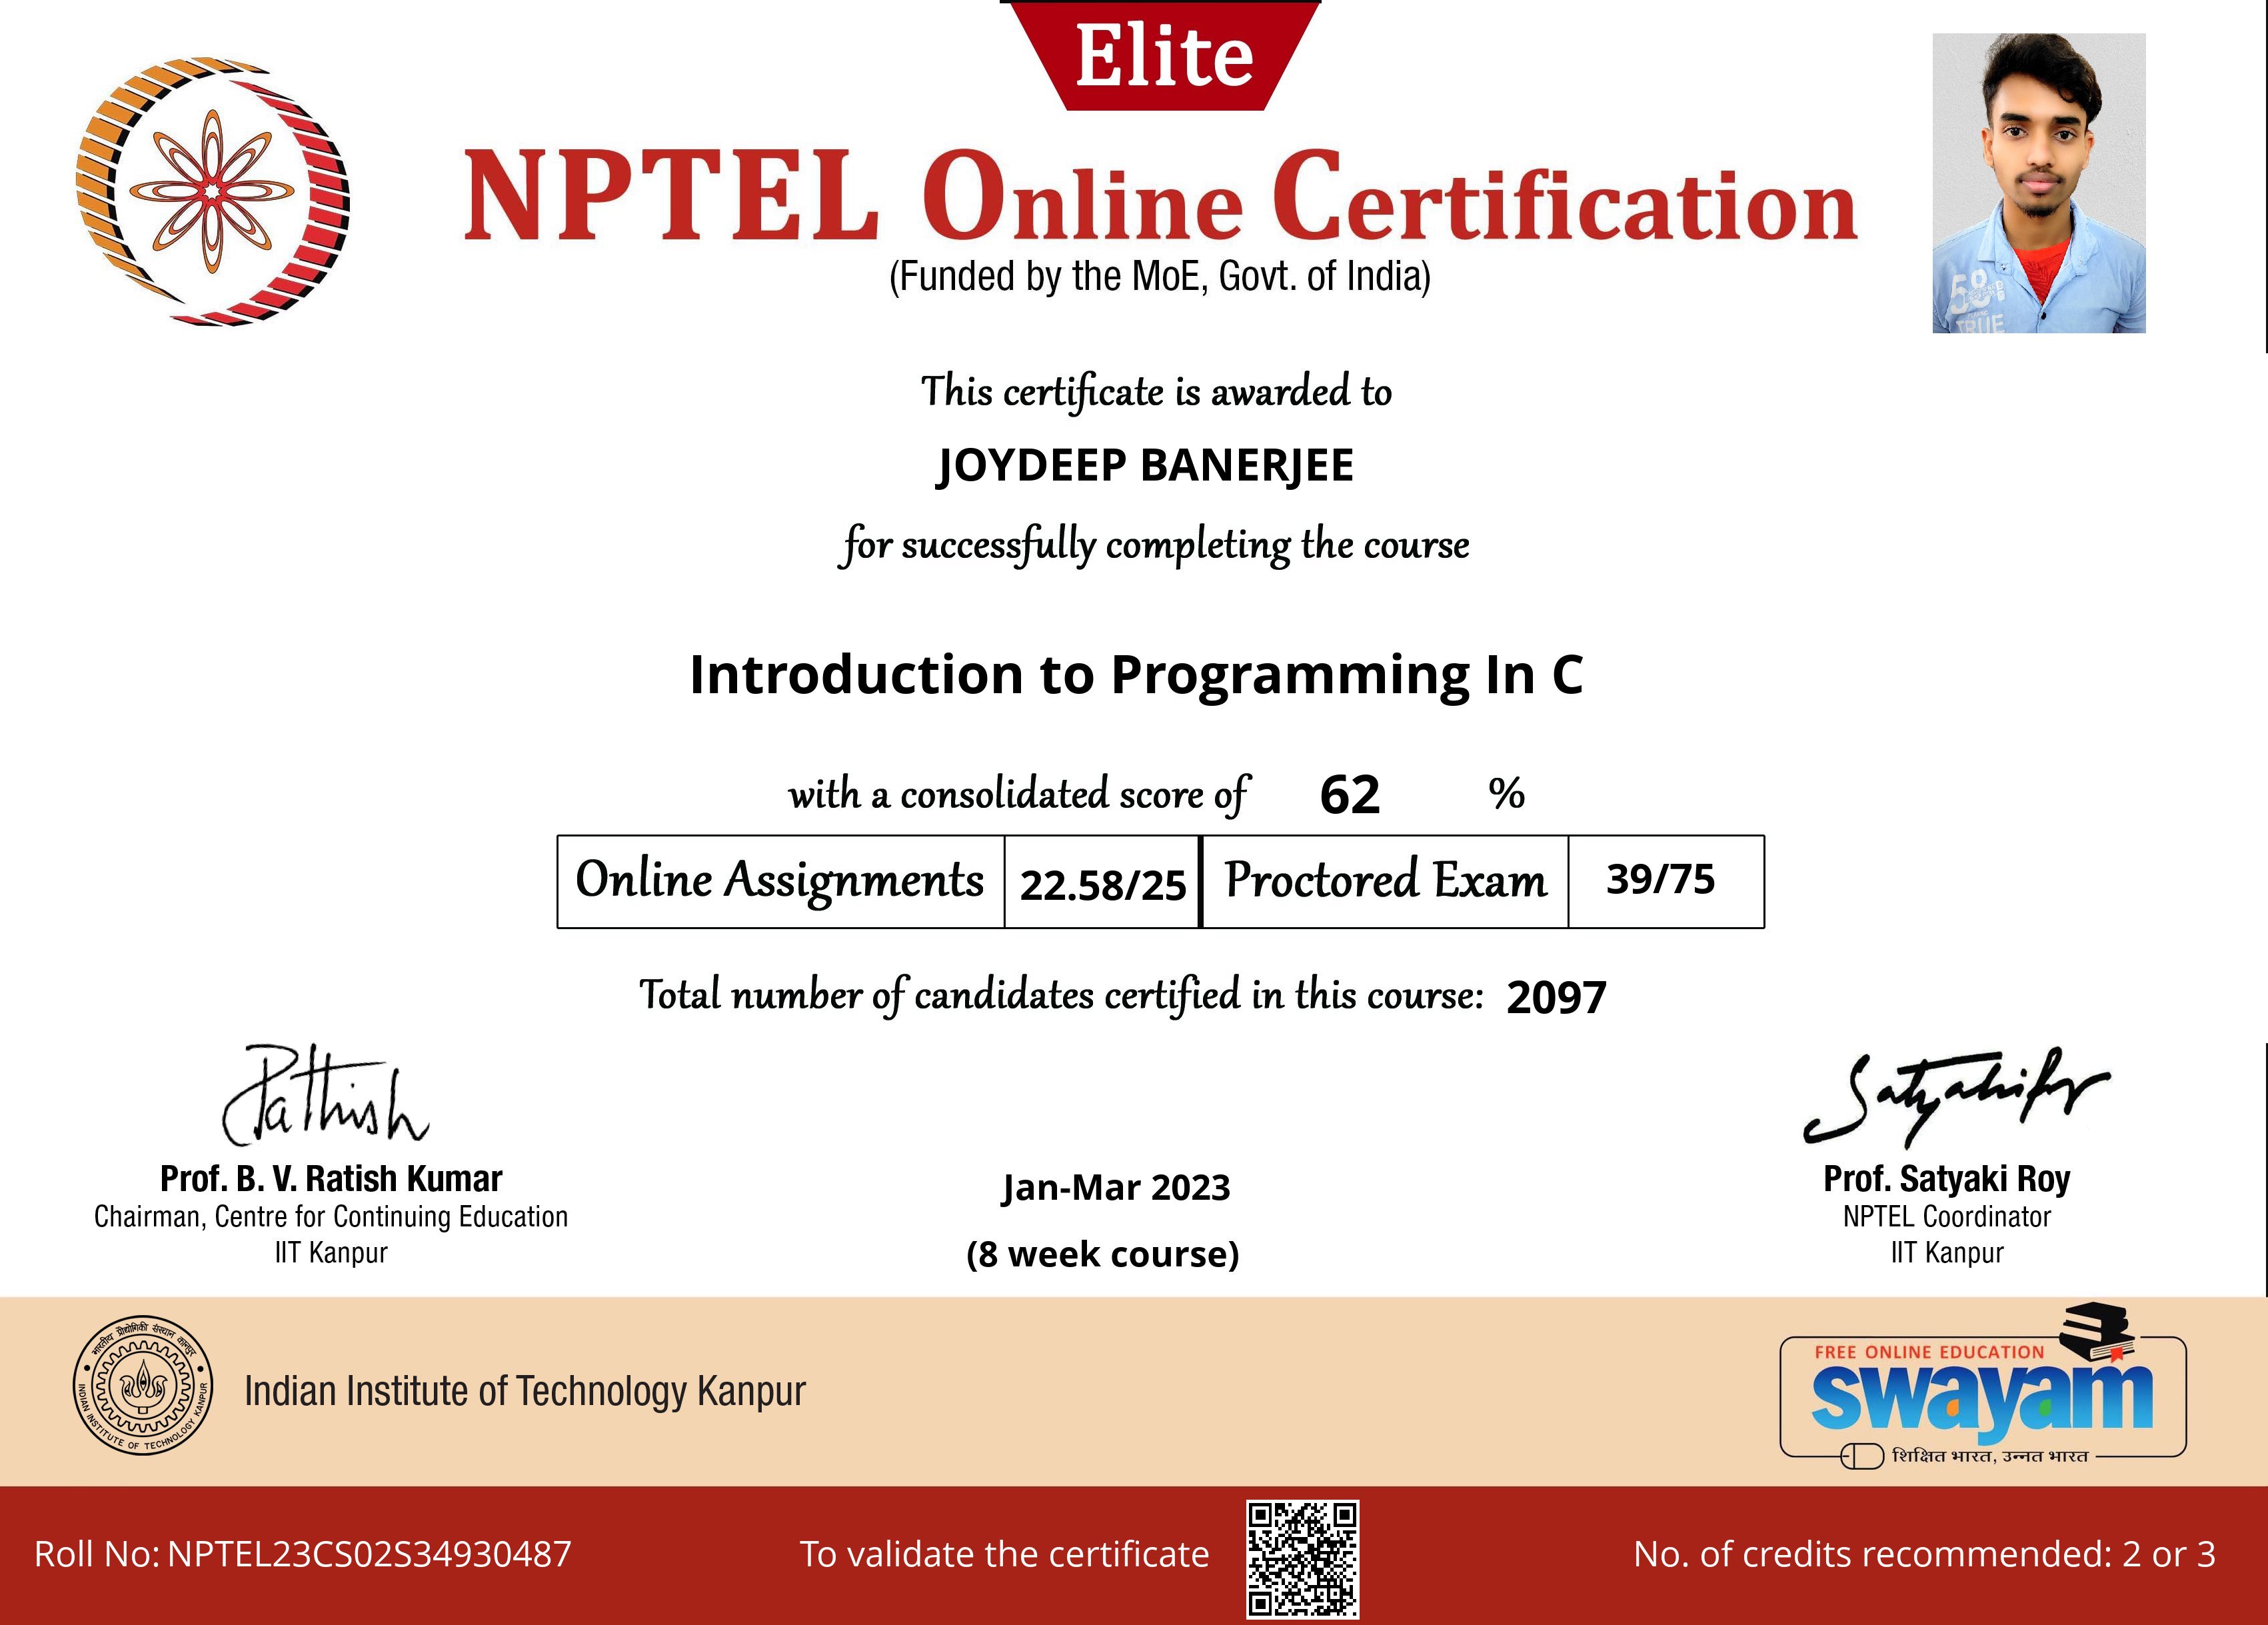 Elite
NPTEL Online Certification
(Funded by the MoE, Govt. of India)
58
TRUE
This certificate is awarded to
JOYDEEP BANERJEE
for successfully completing the course
Introduction to Programming In C
with a consolidated score of 62 %
Online Assignments 22.58/25 Proctored Exam 39/75
Total number of candidates certified in this course: 2097
Prof. B. V. Ratish Kumar
Chairman, Centre for Continuing Education
IIT Kanpur
Jan-Mar 2023
(8 week course)
Prof. Satyaki Roy
NPTEL Coordinator
IIT Kanpur
भारतीय प्रौद्योगिकी संस्थान कानपुर
INDIAN INSTITUTE OF TECHNOLOGY KANPUR
Indian Institute of Technology Kanpur
FREE ONLINE EDUCATION
swayam
शिक्षित भारत, उन्नत भारत
Roll No: NPTEL23CS02S34930487
To validate the certificate
No. of credits recommended: 2 or 3